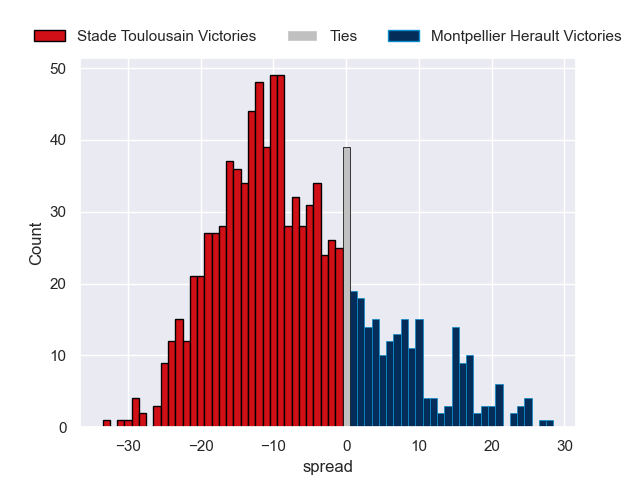 Stade Toulousain Victories Ties Montpellier Herault Victories
50
40
30
20
10
0
Count
−30 −20 −10 0 10 20 30
spread